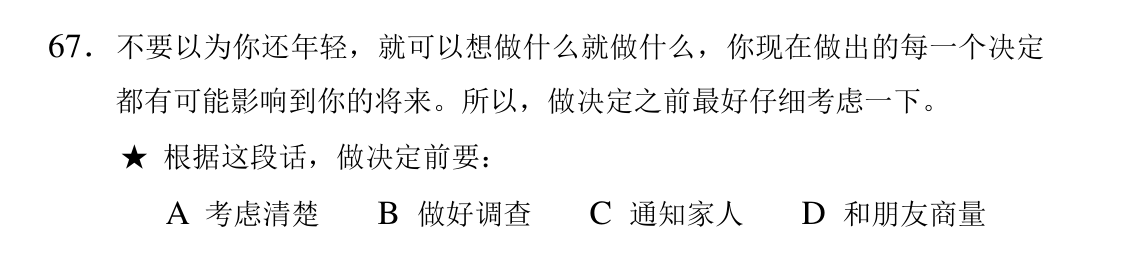 67． 不要以为你还年轻，就可以想做什么就做什么，你现在做出的每一个决定
都有可能影响到你的将来。所以，做决定之前最好仔细考虑一下。
★ 根据这段话，做决定前要：
A 考虑清楚 B 做好调查 C 通知家人 D 和朋友商量